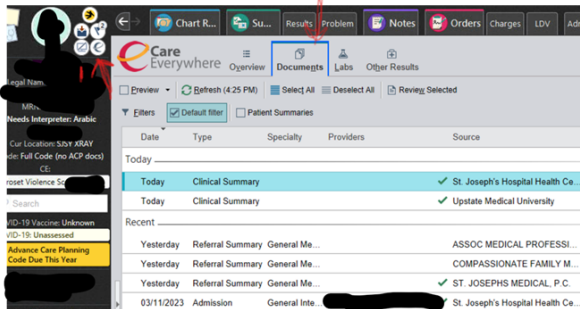 Chart R...
Su...
Results
Problem
Notes
Orders
Charges
LDV
Care Everywhere
Overview
Documents
Labs
Other Results
Preview
Refresh (4:25 PM)
Select All
Deselect All
Review Selected
Filters
Default filter
Patient Summaries
Date Type Specialty Providers Source
Today
Today Clinical Summary St. Joseph's Hospital Health Ce...
Today Clinical Summary Upstate Medical University
Recent
Yesterday Referral Summary General Me... ASSOC MEDICAL PROFESSI...
Yesterday Referral Summary General Me... COMPASSIONATE FAMILY M...
Yesterday Referral Summary General Me... ST. JOSEPHS MEDICAL, P.C.
03/11/2023 Admission General Inte... St. Joseph's Hospital Health Ce...
Legal Nam
MR
Needs Interpreter: Arabic
Cur Location: SJSY XRAY
de: Full Code (no ACP docs)
CE:
roset Violence Sc
Search
VID-19 Vaccine: Unknown
VID-19: Unassessed
Advance Care Planning
Code Due This Year